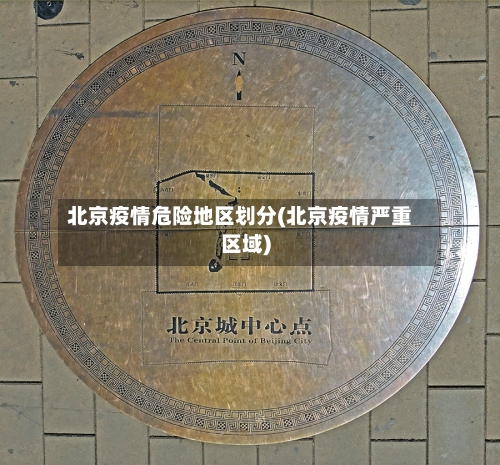 N
北京疫情危险地区划分(北京疫情严重
区域)
北京城中心点
The Central Point of Beijing City